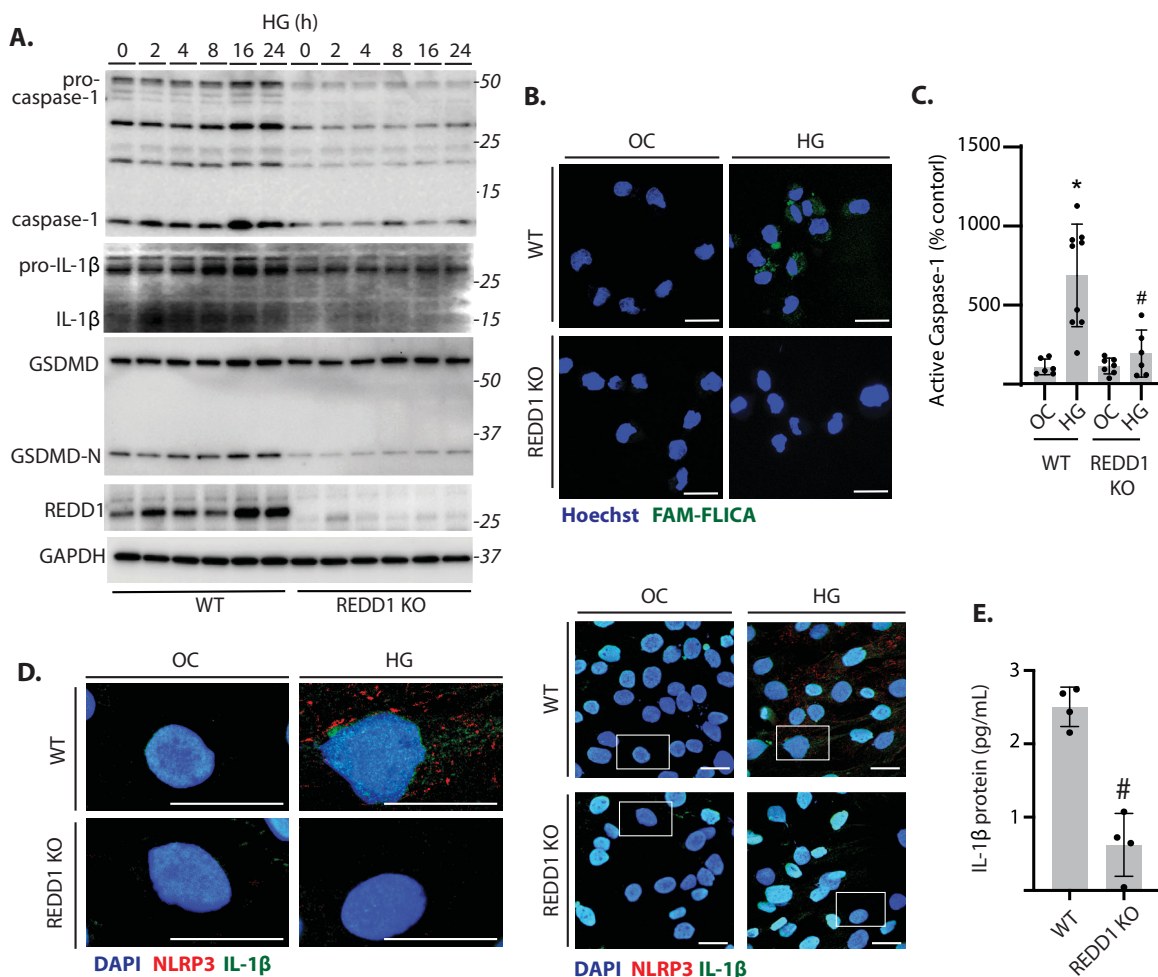 A.
HG (h)
0 2 4 8 16 24 0 2 4 8 16 24
pro-
caspase-1
-50
-25
-15
caspase-1
pro-IL-1β
-25
IL-1β
-15
GSDMD
-50
-37
GSDMD-N
REDD1
-25
GAPDH
-37
WT REDD1 KO
B.
OC HG
WT
REDD1 KO
Hoechst FAM-FLICA
C.
Active Caspase-1 (% contorl)
1500
1000
500
0
*
#
OC HG OC HG
WT REDD1
KO
D.
OC HG
WT
REDD1 KO
DAPI NLRP3 IL-1β
OC HG
WT
REDD1 KO
DAPI NLRP3 IL-1β
E.
IL-1β protein (pg/mL)
3
2
1
0
#
WT REDD1 KO